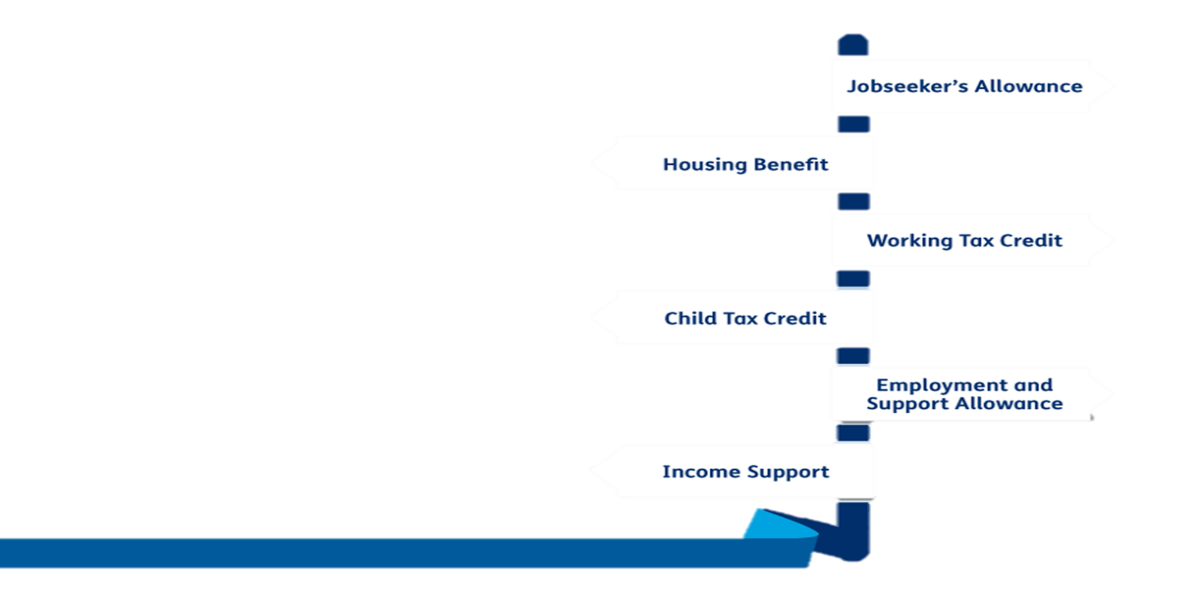 Jobseeker’s Allowance
Housing Benefit
Working Tax Credit
Child Tax Credit
Employment and
Support Allowance
Income Support